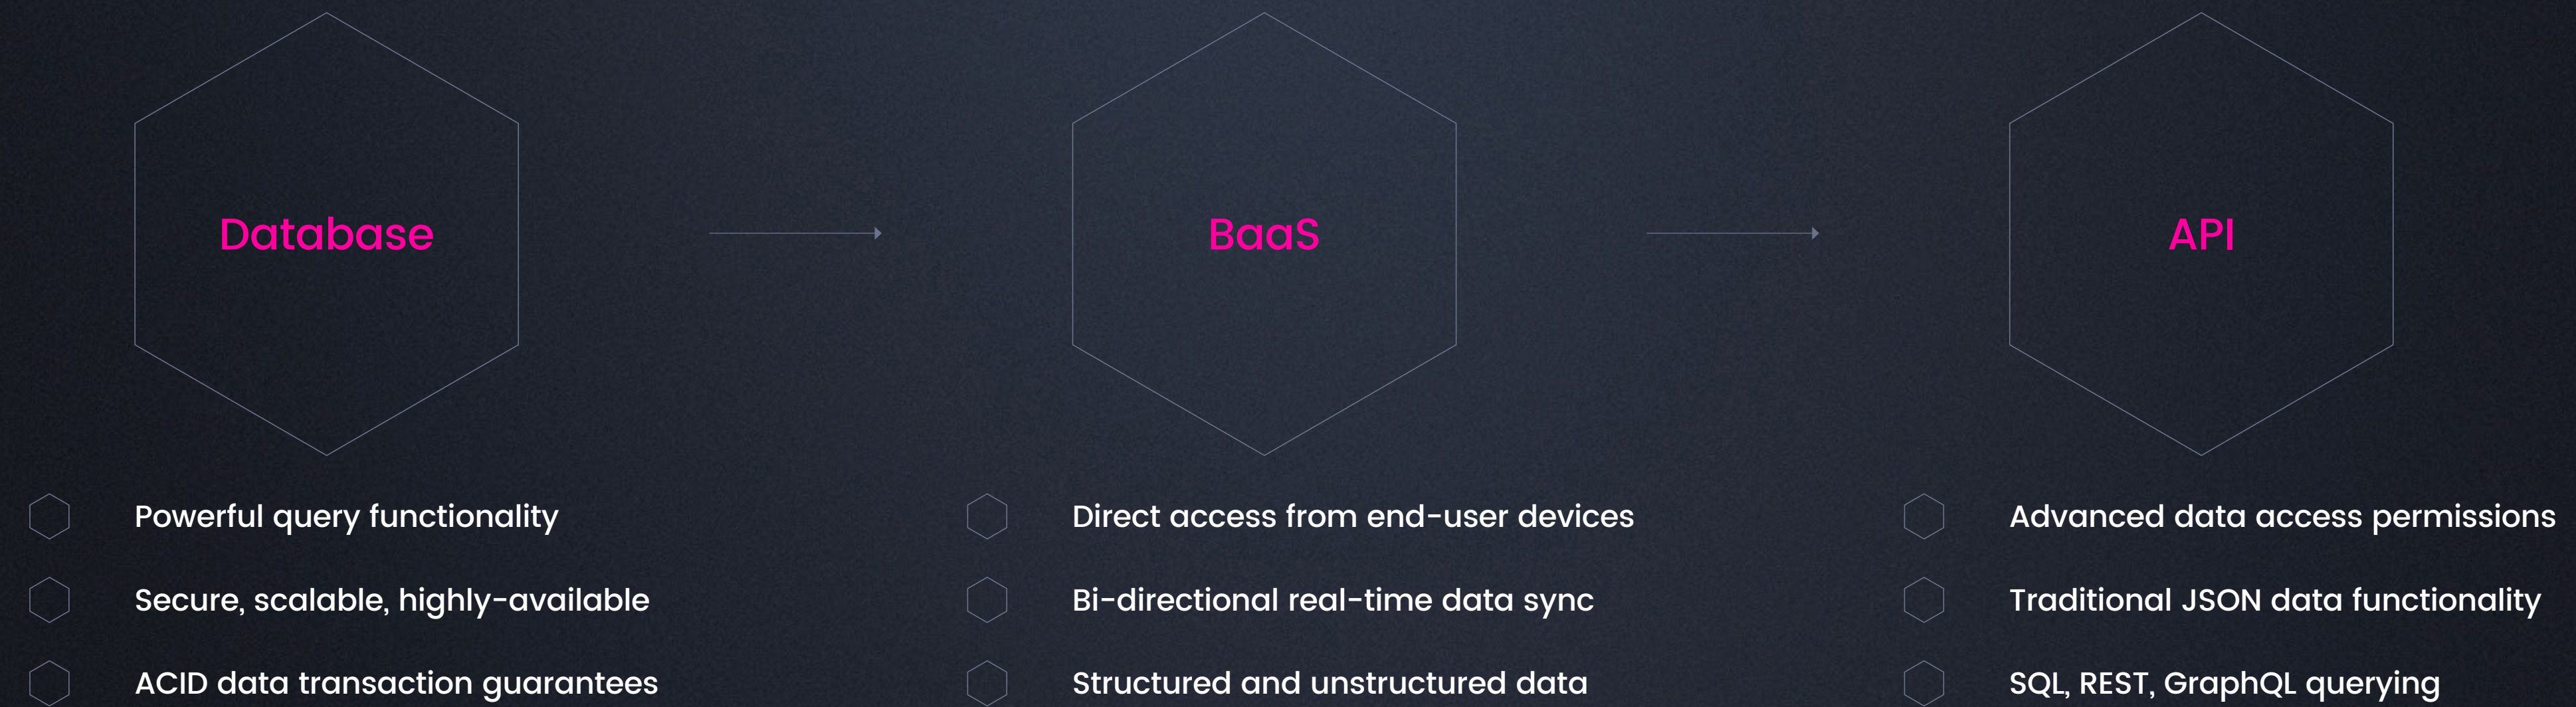 Database
BaaS
API
Powerful query functionality
Secure, scalable, highly-available
ACID data transaction guarantees
Direct access from end-user devices
Bi-directional real-time data sync
Structured and unstructured data
Advanced data access permissions
Traditional JSON data functionality
SQL, REST, GraphQL querying